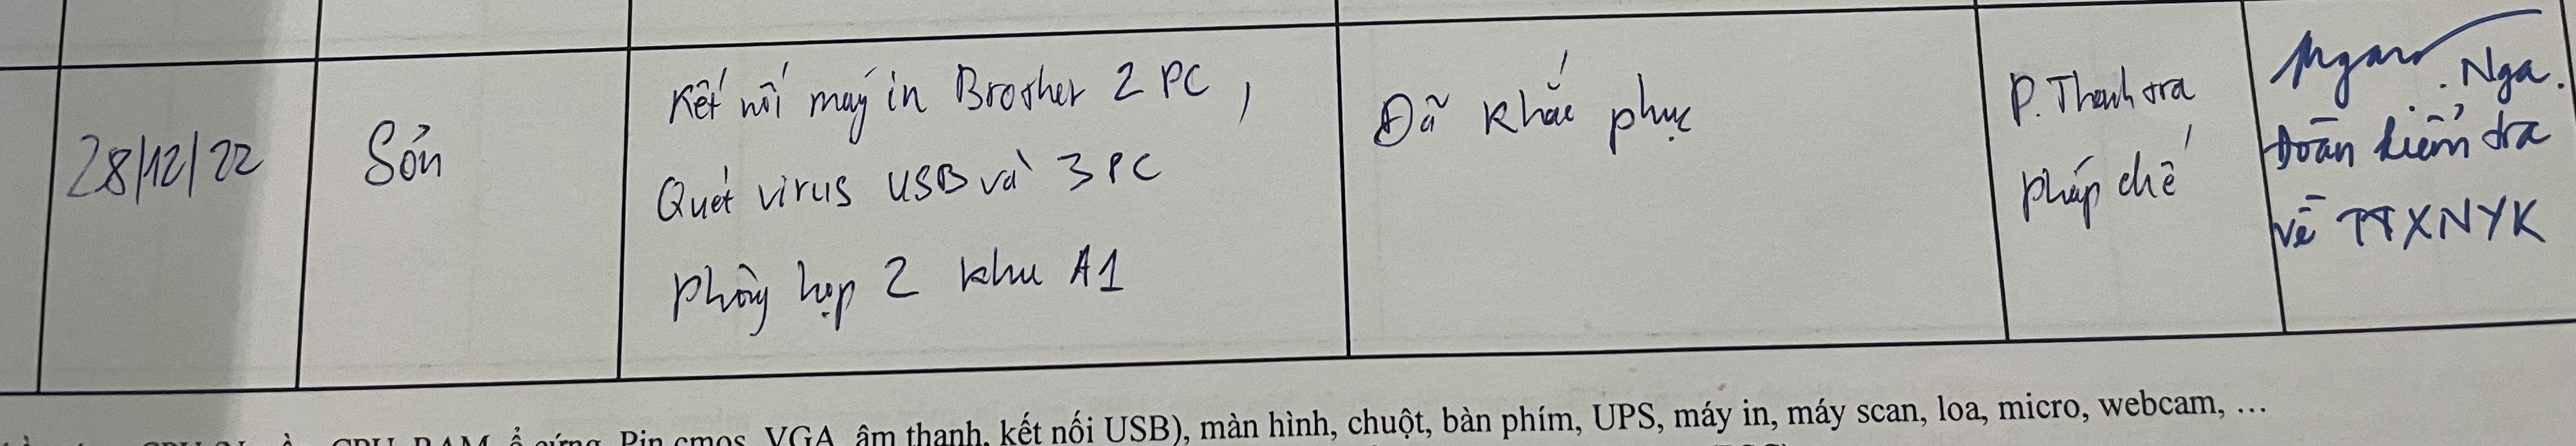 28/12/22
Sơn
Kết nối máy in Brosher 2 PC,
Quét virus USB và 3 PC
phòng họp 2 khu A1
Đã khắc phục
P. Thanh tra
pháp chế
Nga.
Đoàn kiểm tra
về TTXNYK
CPU, RAM, ổ cứng, Pin cmos, VGA, âm thanh, kết nối USB), màn hình, chuột, bàn phím, UPS, máy in, máy scan, loa, micro, webcam, …